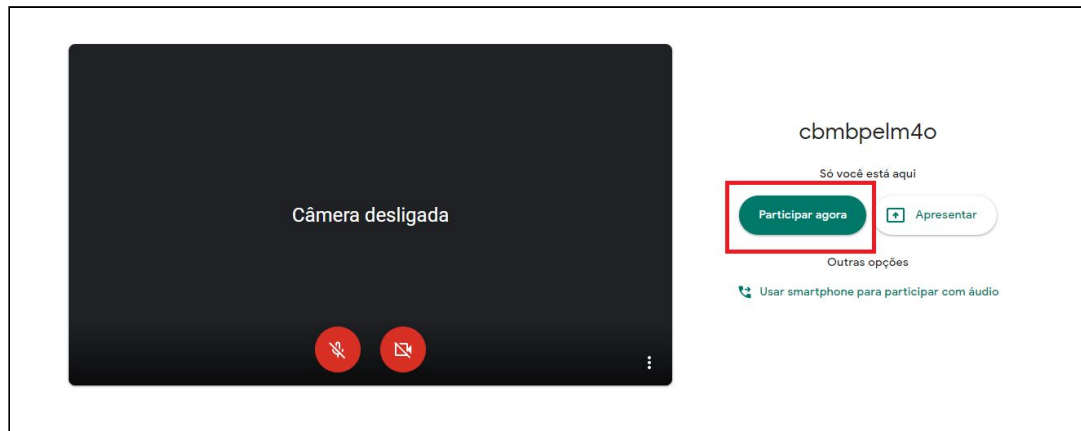 Câmera desligada
cbmbpelm4o
Só você está aqui
Participar agora
Apresentar
Outras opções
Usar smartphone para participar com áudio